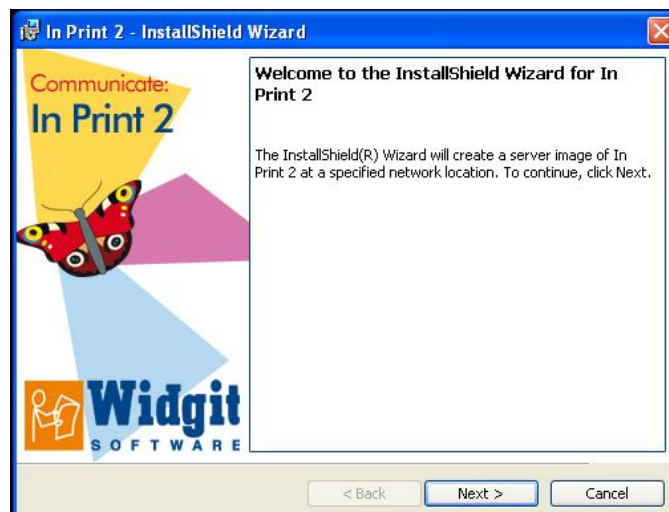 In Print 2 - InstallShield Wizard
Communicate:
In Print 2
Widgit
SOFTWARE
Welcome to the InstallShield Wizard for In
Print 2
The InstallShield(R) Wizard will create a server image of In
Print 2 at a specified network location. To continue, click Next.
< Back
Next >
Cancel